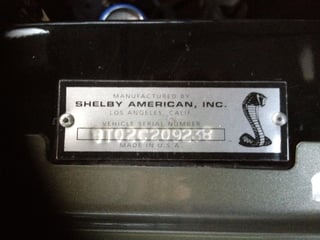 MANUFACTURED BY
SHELBY AMERICAN, INC.
LOS ANGELES, CALIF.
VEHICLE SERIAL NUMBER
MADE IN U.S.A.